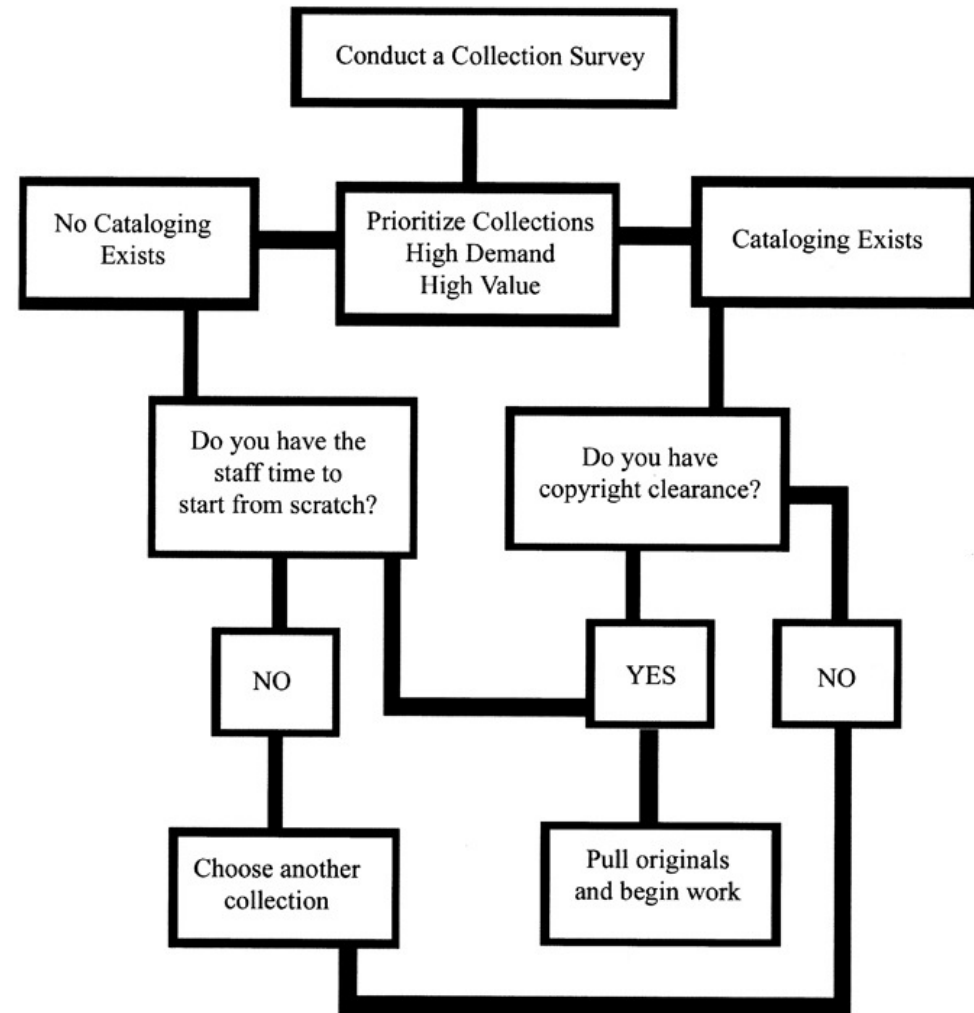 Conduct a Collection Survey
No Cataloging
Exists
Prioritize Collections
High Demand
High Value
Cataloging Exists
Do you have the
staff time to
start from scratch?
Do you have
copyright clearance?
NO
YES
NO
Choose another
collection
Pull originals
and begin work